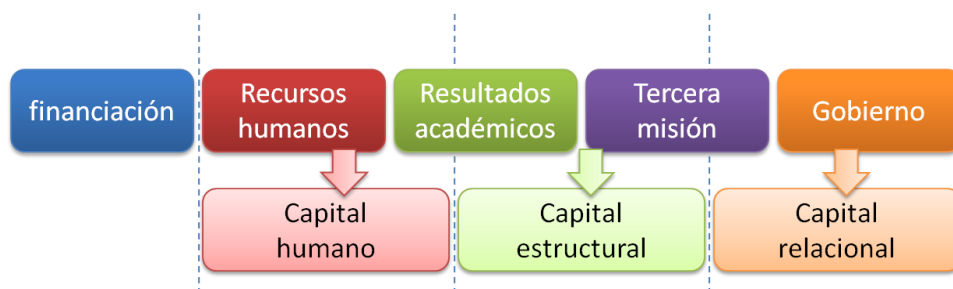 financiación
Recursos
humanos
Resultados
académicos
Tercera
misión
Gobierno
Capital
humano
Capital
estructural
Capital
relacional